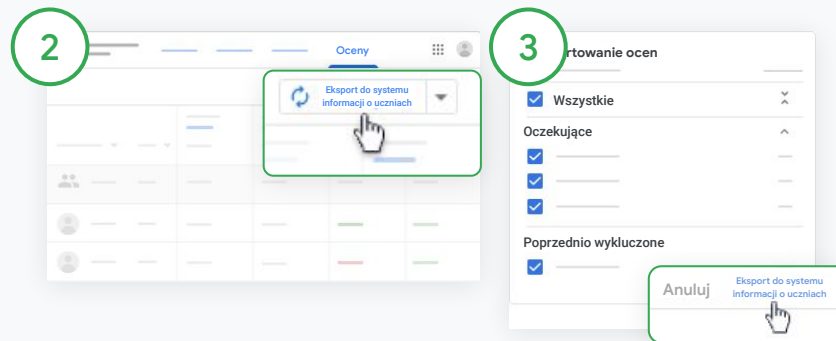 2
Oceny
Eksport do systemu
informacji o uczniach
3
rtowanie ocen
Wszystkie
Oczekujące
Poprzednio wykluczone
Anuluj
Eksport do systemu
informacji o uczniach